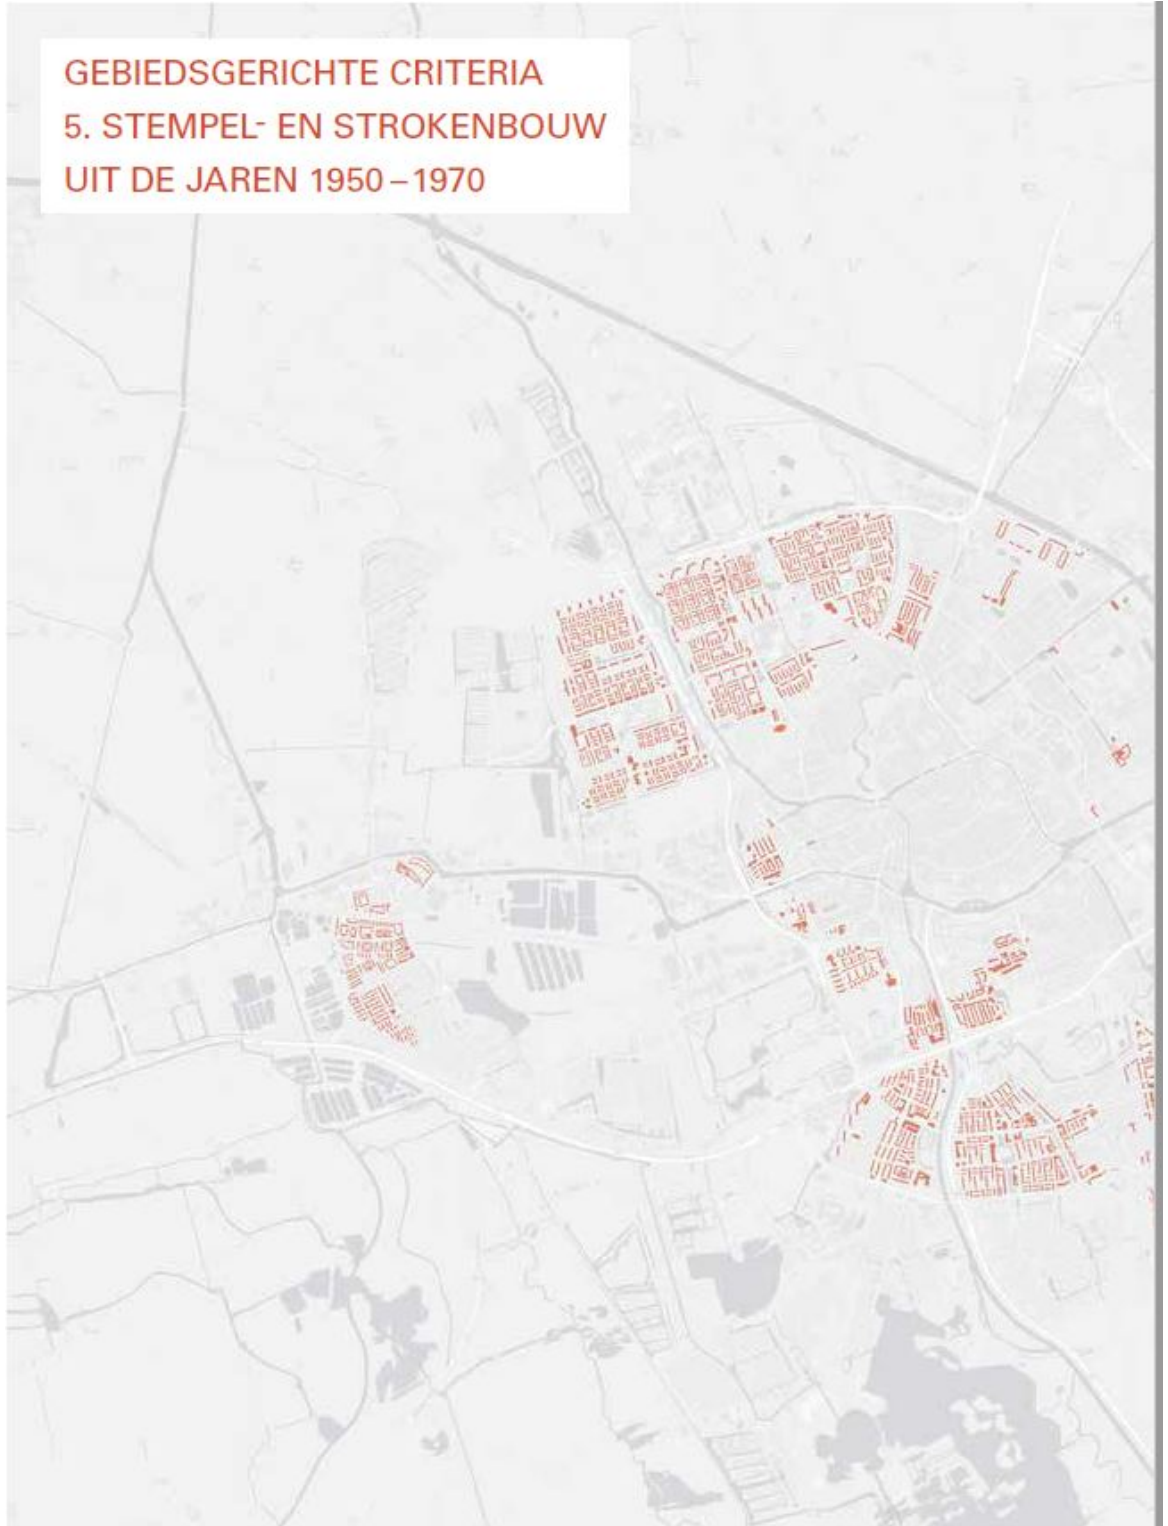 GEBIEDSGERICHTE CRITERIA
5. STEMPEL- EN STROKENBOUW
UIT DE JAREN 1950–1970